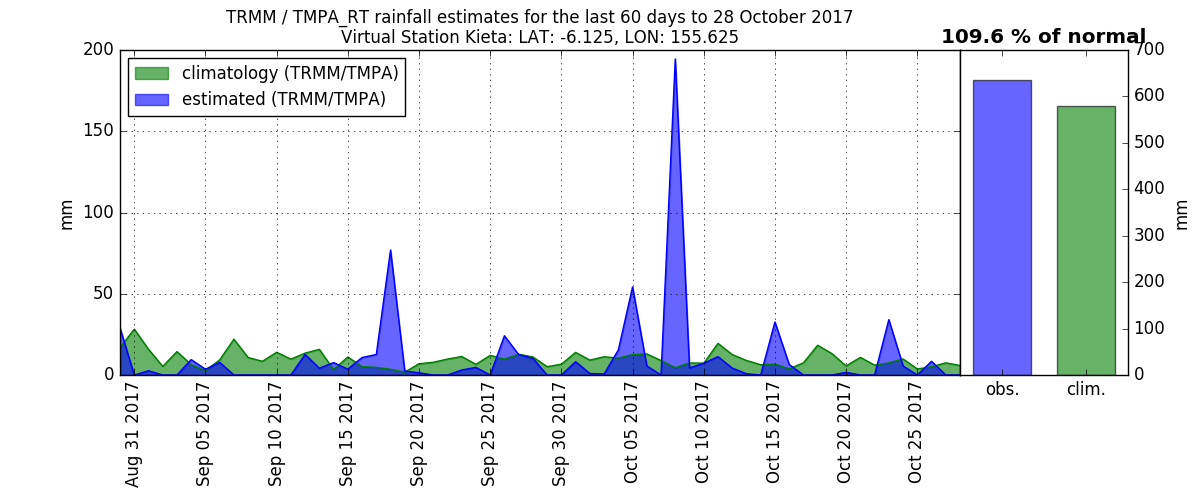 TRMM / TMPA_RT rainfall estimates for the last 60 days to 28 October 2017
Virtual Station Kieta: LAT: -6.125, LON: 155.625
109.6 % of normal
climatology (TRMM/TMPA)
estimated (TRMM/TMPA)
200
150
100
50
0
mm
700
600
500
400
300
200
100
0
mm
Aug 31 2017
Sep 05 2017
Sep 10 2017
Sep 15 2017
Sep 20 2017
Sep 25 2017
Sep 30 2017
Oct 05 2017
Oct 10 2017
Oct 15 2017
Oct 20 2017
Oct 25 2017
obs.
clim.